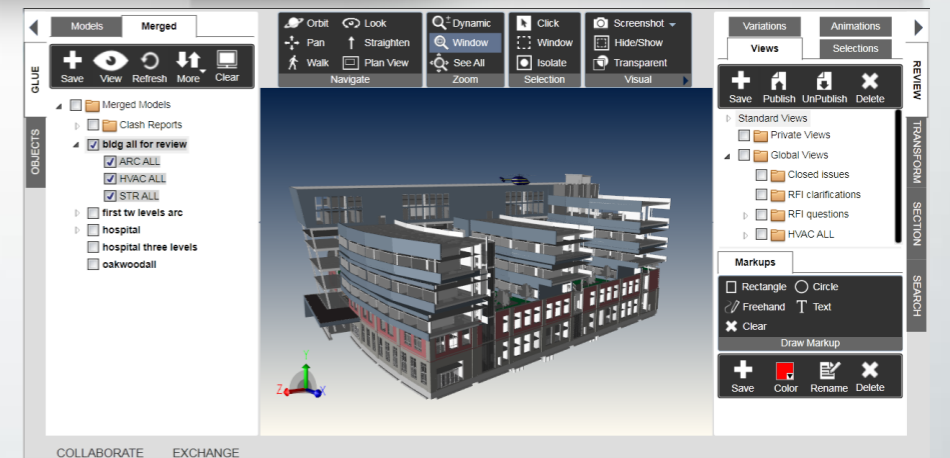 Models Merged
Save View Refresh More Clear
GLUE
OBJECTS
Merged Models
Clash Reports
bldg all for review
ARC ALL
HVAC ALL
STR ALL
first tw levels arc
hospital
hospital three levels
oakwoodall
Orbit Look
Pan Straighten
Walk Plan View
Navigate
Dynamic
Window
See All
Zoom
Click
Window
Isolate
Selection
Screenshot
Hide/Show
Transparent
Visual
Y
Z X
Variations Animations
Views Selections
Save Publish UnPublish Delete
Standard Views
Private Views
Global Views
Closed issues
RFI clarifications
RFI questions
HVAC ALL
Markups
Rectangle Circle
Freehand Text
Clear
Draw Markup
Save Color Rename Delete
REVIEW
TRANSFORM
SECTION
SEARCH
COLLABORATE EXCHANGE